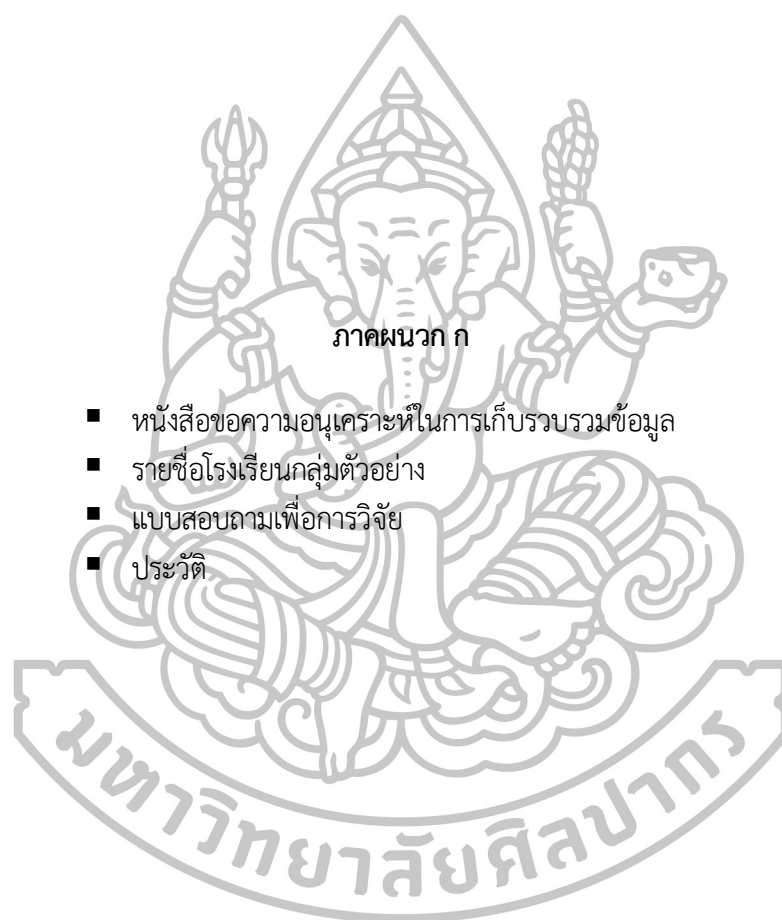 ภาคผนวก ก
▪ หนังสือขอความอนุเคราะห์ในการเก็บรวบรวมข้อมูล
▪ รายชื่อโรงเรียนกลุ่มตัวอย่าง
▪ แบบสอบถามเพื่อการวิจัย
▪ ประวัติ
มหาวิทยาลัยศิลปากร